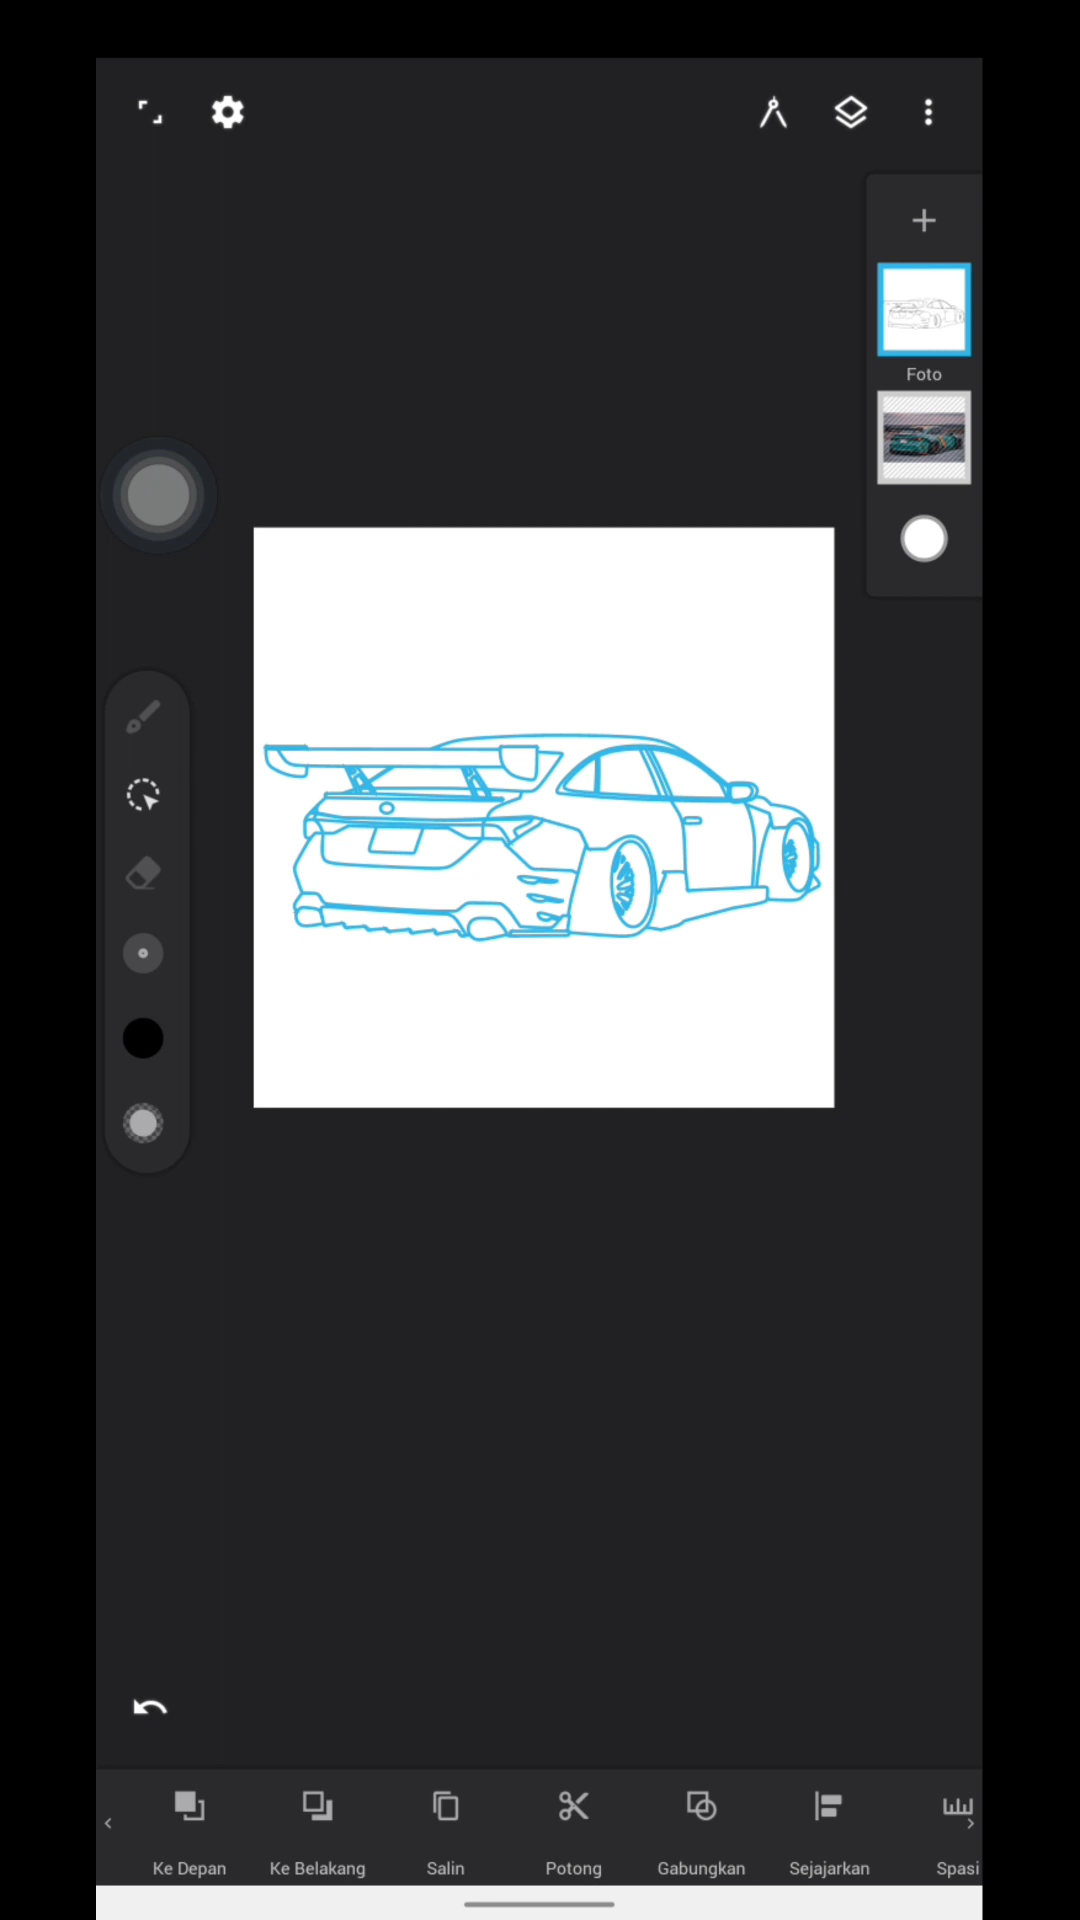 Foto
Ke Depan
Ke Belakang
Salin
Potong
Gabungkan
Sejajarkan
Spasi